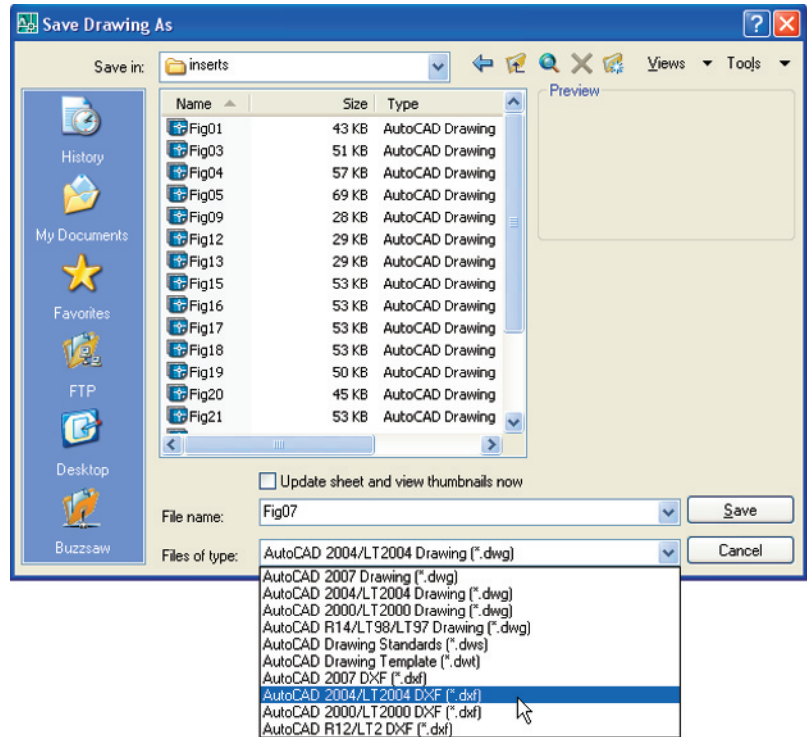 Save Drawing As
Save in: inserts Views Tools
Name Size Type Preview
Fig01 43 KB AutoCAD Drawing
Fig03 51 KB AutoCAD Drawing
Fig04 57 KB AutoCAD Drawing
Fig05 69 KB AutoCAD Drawing
Fig09 28 KB AutoCAD Drawing
Fig12 29 KB AutoCAD Drawing
Fig13 29 KB AutoCAD Drawing
Fig15 53 KB AutoCAD Drawing
Fig16 53 KB AutoCAD Drawing
Fig17 53 KB AutoCAD Drawing
Fig18 53 KB AutoCAD Drawing
Fig19 50 KB AutoCAD Drawing
Fig20 45 KB AutoCAD Drawing
Fig21 53 KB AutoCAD Drawing
History
My Documents
Favorites
FTP
Desktop
Buzzsaw
Update sheet and view thumbnails now
File name: Fig07 Save
Files of type: AutoCAD 2004/LT2004 Drawing (*.dwg) Cancel
AutoCAD 2007 Drawing (*.dwg)
AutoCAD 2004/LT2004 Drawing (*.dwg)
AutoCAD 2000/LT2000 Drawing (*.dwg)
AutoCAD R14/LT98/LT97 Drawing (*.dwg)
AutoCAD Drawing Standards (*.dws)
AutoCAD Drawing Template (*.dwt)
AutoCAD 2007 DXF (*.dxf)
AutoCAD 2004/LT2004 DXF (*.dxf)
AutoCAD 2000/LT2000 DXF (*.dxf)
AutoCAD R12/LT2 DXF (*.dxf)